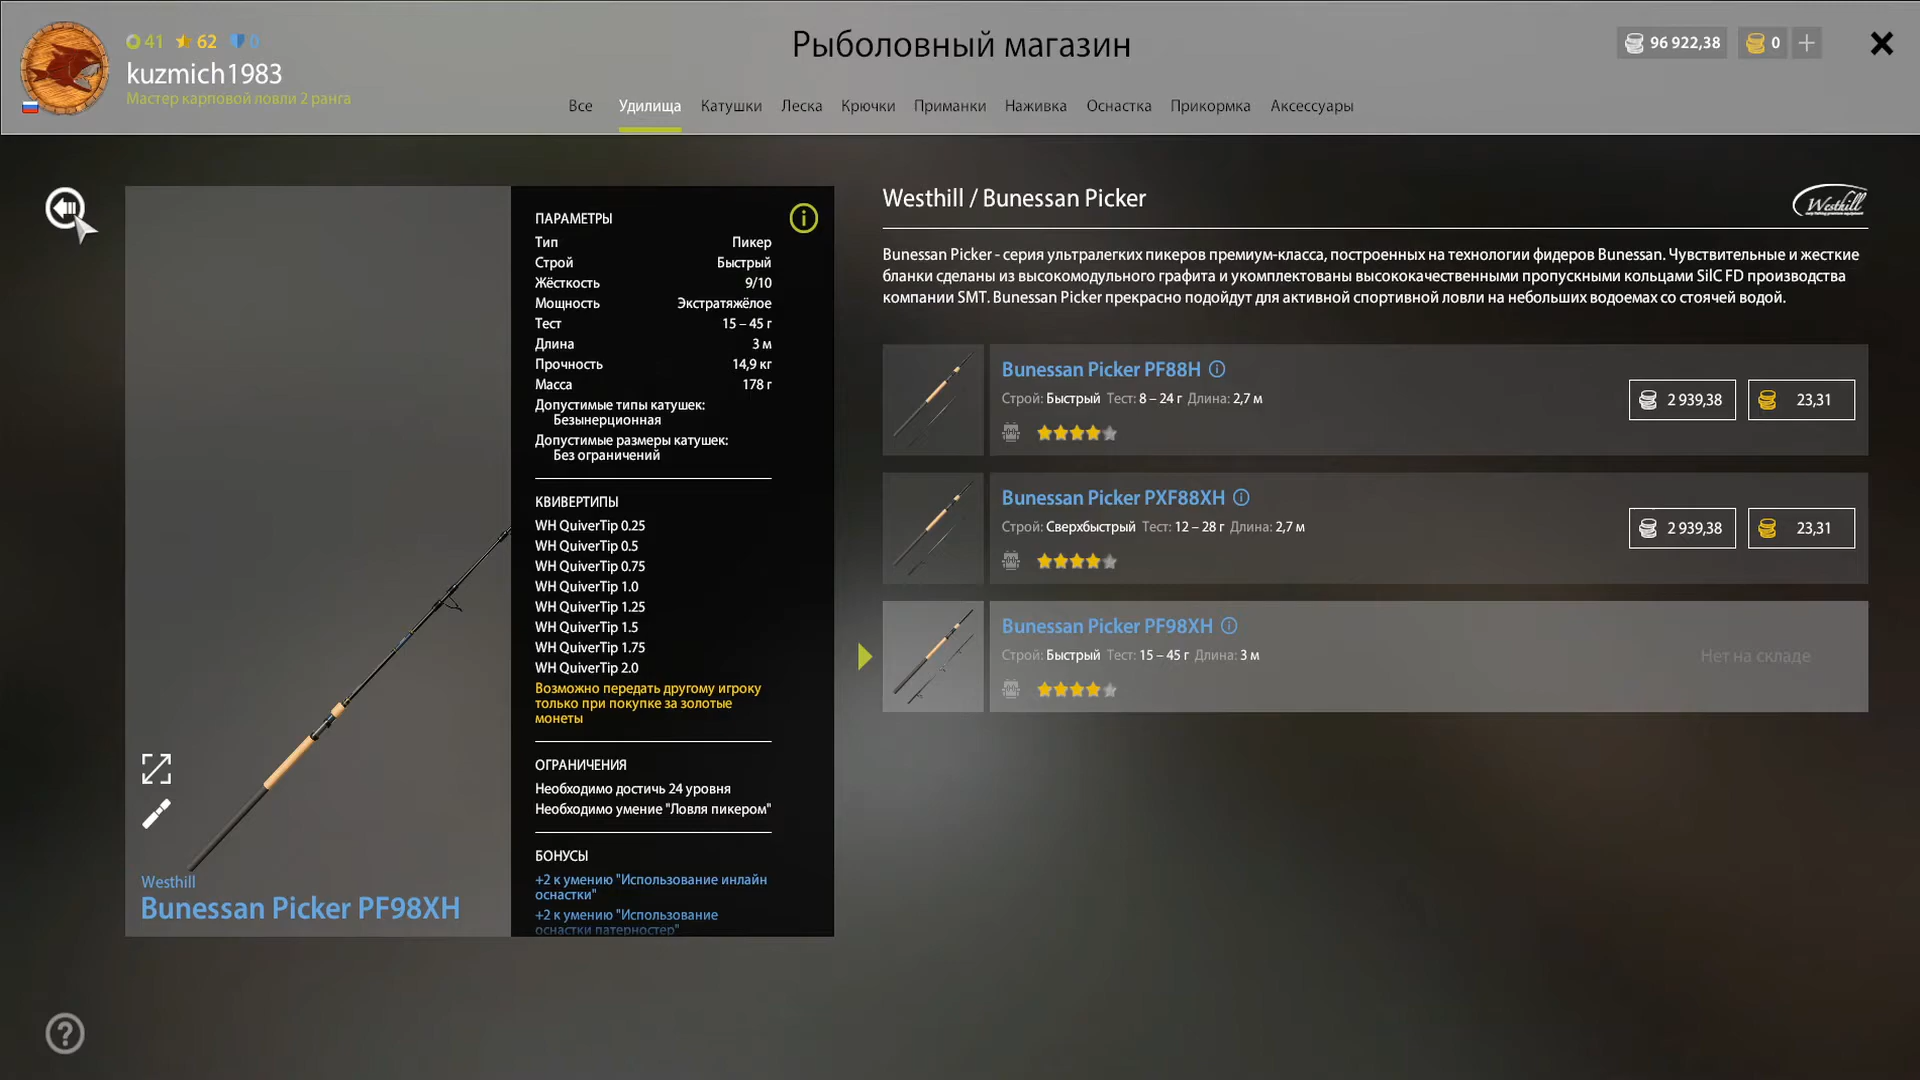 41 62 0
kuzmich1983
Мастер карповой ловли 2 ранга
Рыболовный магазин
96 922,38
0
Все Удилища Катушки Леска Крючки Приманки Наживка Оснастка Прикормка Аксессуары
ПАРАМЕТРЫ
Тип Пикер
Строй Быстрый
Жёсткость 9/10
Мощность Экстратяжёлое
Тест 15 – 45 г
Длина 3 м
Прочность 14,9 кг
Масса 178 г
Допустимые типы катушек:
Безынерционная
Допустимые размеры катушек:
Без ограничений
КВИВЕРТИПЫ
WH QuiverTip 0.25
WH QuiverTip 0.5
WH QuiverTip 0.75
WH QuiverTip 1.0
WH QuiverTip 1.25
WH QuiverTip 1.5
WH QuiverTip 1.75
WH QuiverTip 2.0
Возможно передать другому игроку
только при покупке за золотые
монеты
ОГРАНИЧЕНИЯ
Необходимо достичь 24 уровня
Необходимо умение "Ловля пикером"
БОНУСЫ
+2 к умению "Использование инлайн
оснастки"
+2 к умению "Использование
оснастки патерностер"
Westhill
Bunessan Picker PF98XH
Westhill / Bunessan Picker
Westhill
Bunessan Picker - серия ультралегких пикеров премиум-класса, построенных на технологии фидеров Bunessan. Чувствительные и жесткие
бланки сделаны из высокомодульного графита и укомплектованы высококачественными пропускными кольцами SilC FD производства
компании SMT. Bunessan Picker прекрасно подойдут для активной спортивной ловли на небольших водоемах со стоячей водой.
Bunessan Picker PF88H
Строй: Быстрый Тест: 8 – 24 г Длина: 2,7 м
2 939,38
23,31
Bunessan Picker PXF88XH
Строй: Сверхбыстрый Тест: 12 – 28 г Длина: 2,7 м
2 939,38
23,31
Bunessan Picker PF98XH
Строй: Быстрый Тест: 15 – 45 г Длина: 3 м
Нет на складе